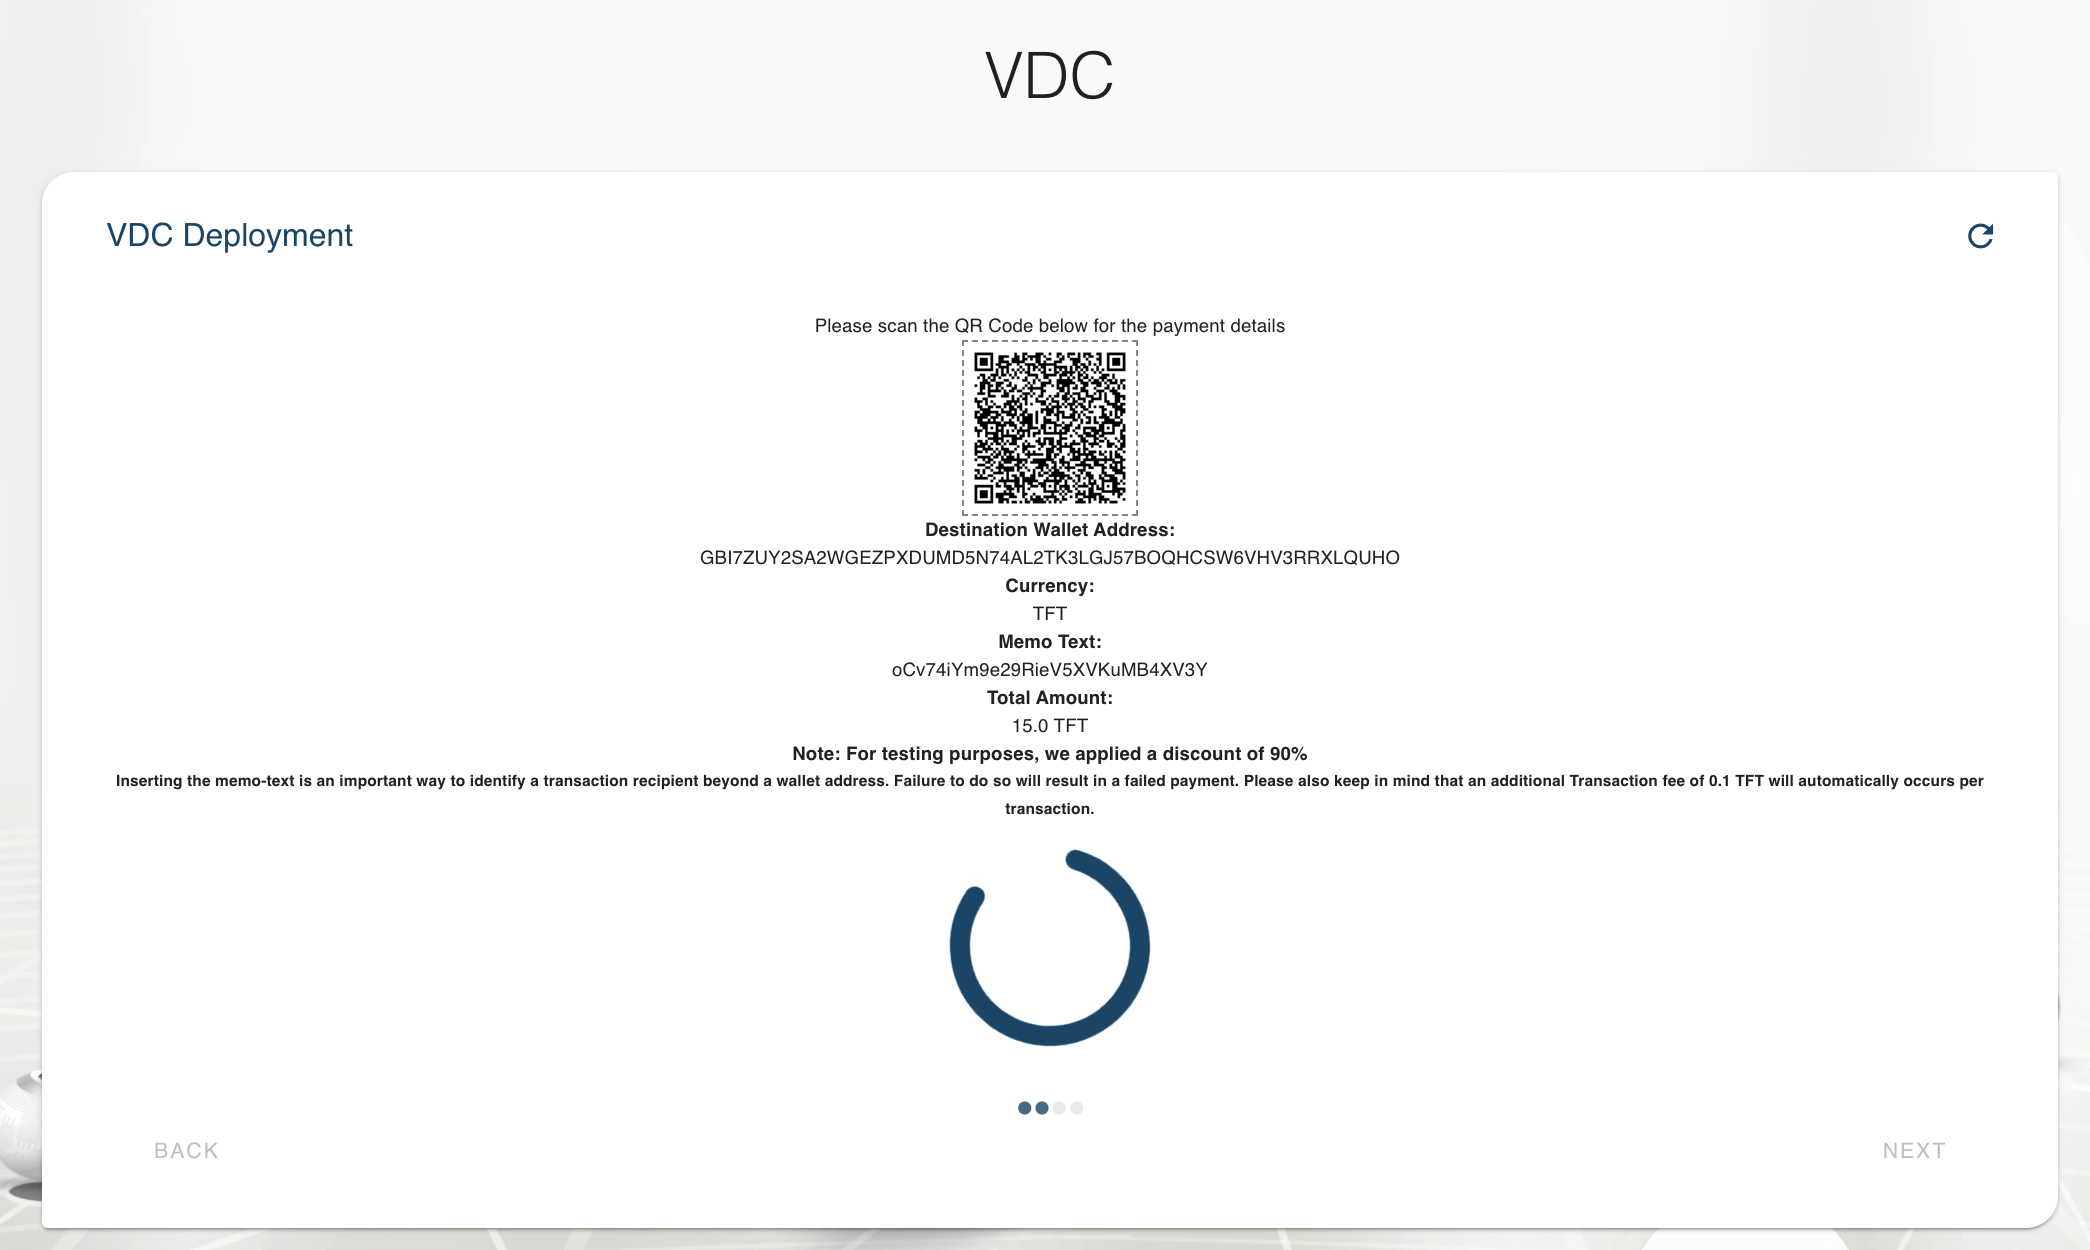 VDC
VDC Deployment
Please scan the QR Code below for the payment details
Destination Wallet Address:
GBI7ZUY2SA2WGEZPXDUMD5N74AL2TK3LGJ57BOQHCSW6VHV3RRXLQUHO
Currency:
TFT
Memo Text:
oCv74iYm9e29RieV5XVKuMB4XV3Y
Total Amount:
15.0 TFT
Note: For testing purposes, we applied a discount of 90%
Inserting the memo-text is an important way to identify a transaction recipient beyond a wallet address. Failure to do so will result in a failed payment. Please also keep in mind that an additional Transaction fee of 0.1 TFT will automatically occurs per
transaction.
BACK
NEXT